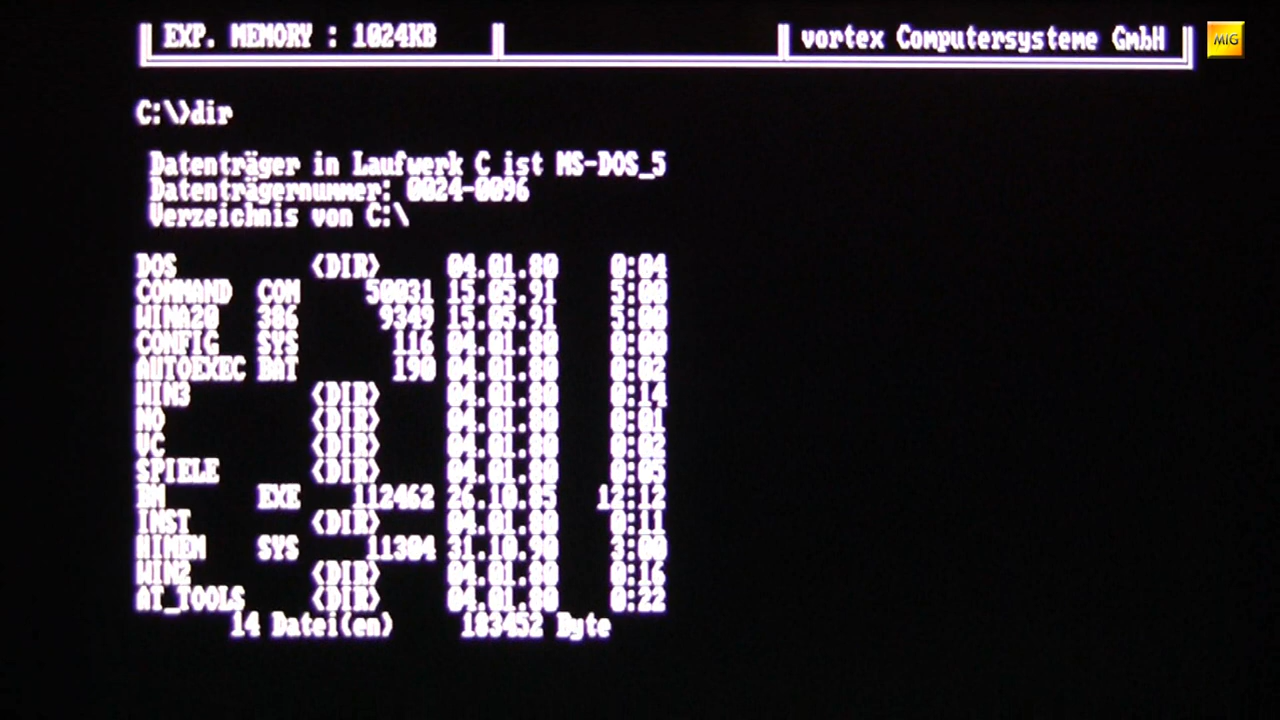 EXP. MEMORY : 1024KB vortex Computersysteme GmbH
MIG
C:\>dir
Datenträger in Laufwerk C ist MS-DOS_5
Datenträgernummer: 0024-0096
Verzeichnis von C:\
DOS <DIR> 04.01.80 0:04
COMMAND COM 50031 15.05.91 5:00
WINA20 386 9349 15.05.91 5:00
CONFIG SYS 116 04.01.80 0:00
AUTOEXEC BAT 190 04.01.80 0:02
WIN3 <DIR> 04.01.80 0:14
NO <DIR> 04.01.80 0:01
VC <DIR> 04.01.80 0:02
SPIELE <DIR> 04.01.80 0:05
BM EXE 112462 26.10.85 12:12
INST <DIR> 04.01.80 0:11
HIMEM SYS 11304 31.10.90 3:00
WIN2 <DIR> 04.01.80 0:16
AT_TOOLS <DIR> 04.01.80 0:22
14 Datei(en) 183452 Byte